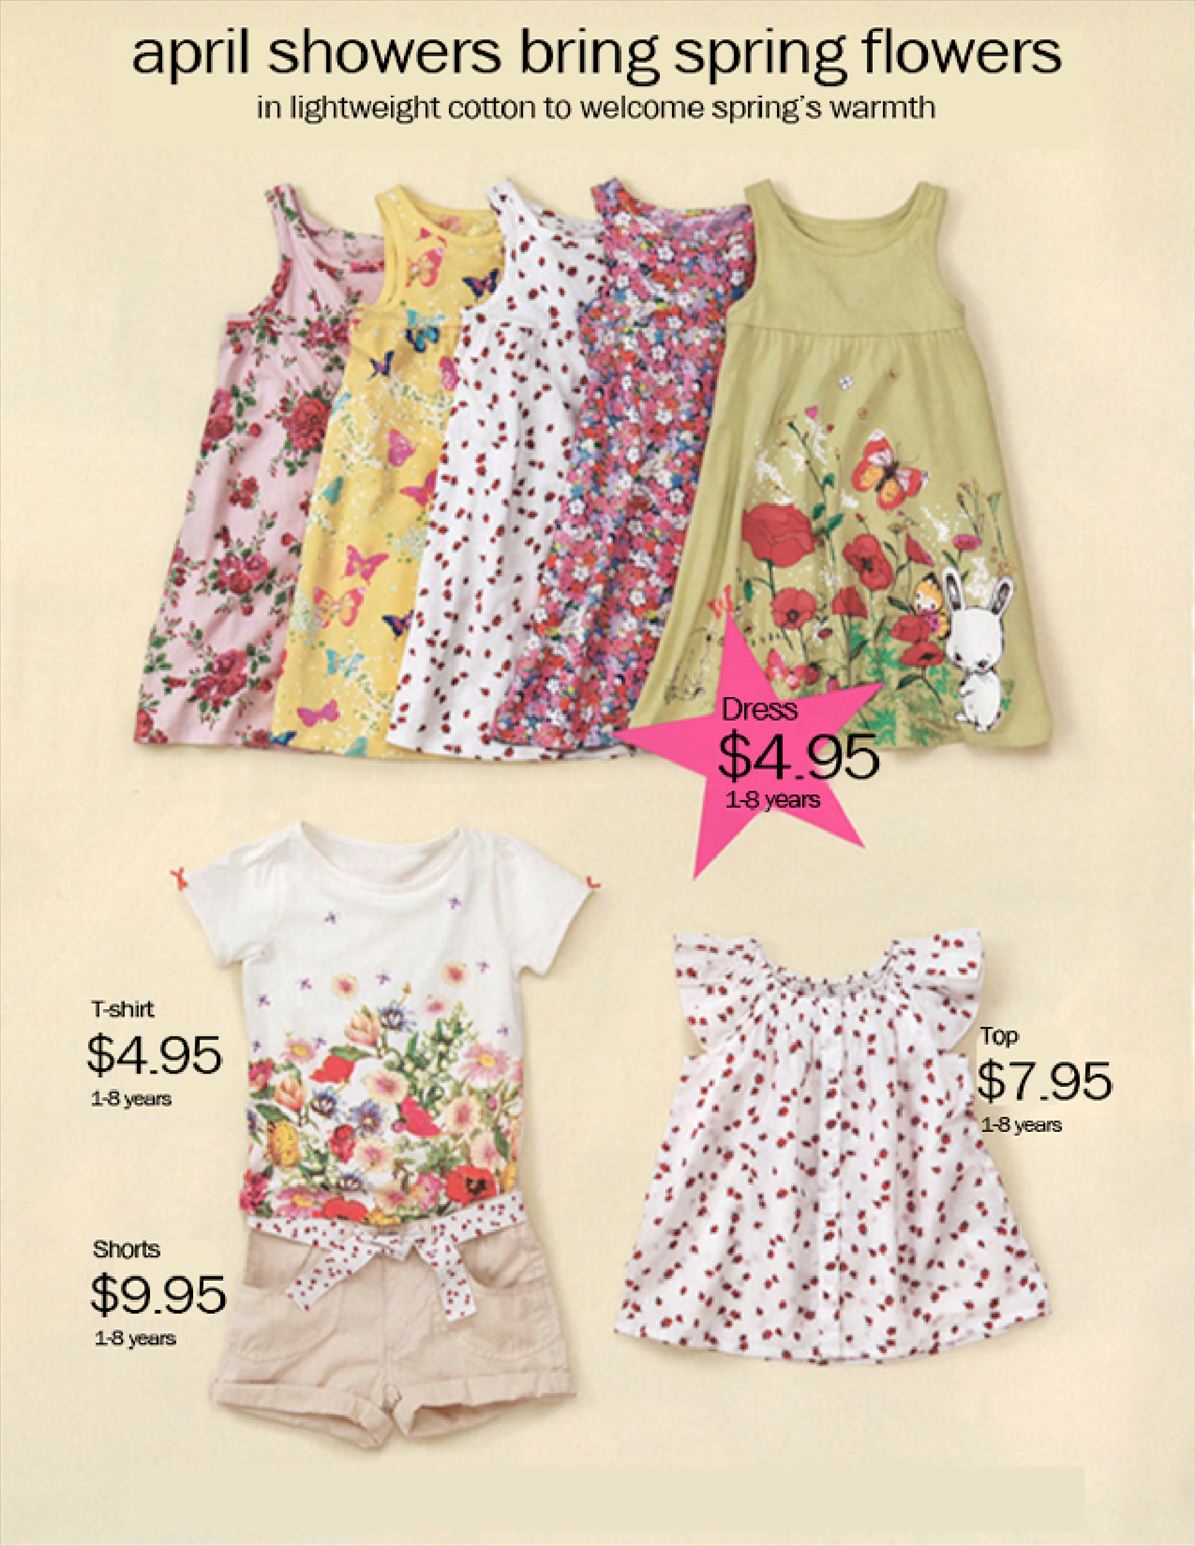 april showers bring spring flowers
in lightweight cotton to welcome spring's warmth
Dress
$4.95
1-8 years
T-shirt
$4.95
1-8 years
Top
$7.95
1-8 years
Shorts
$9.95
1-8 years